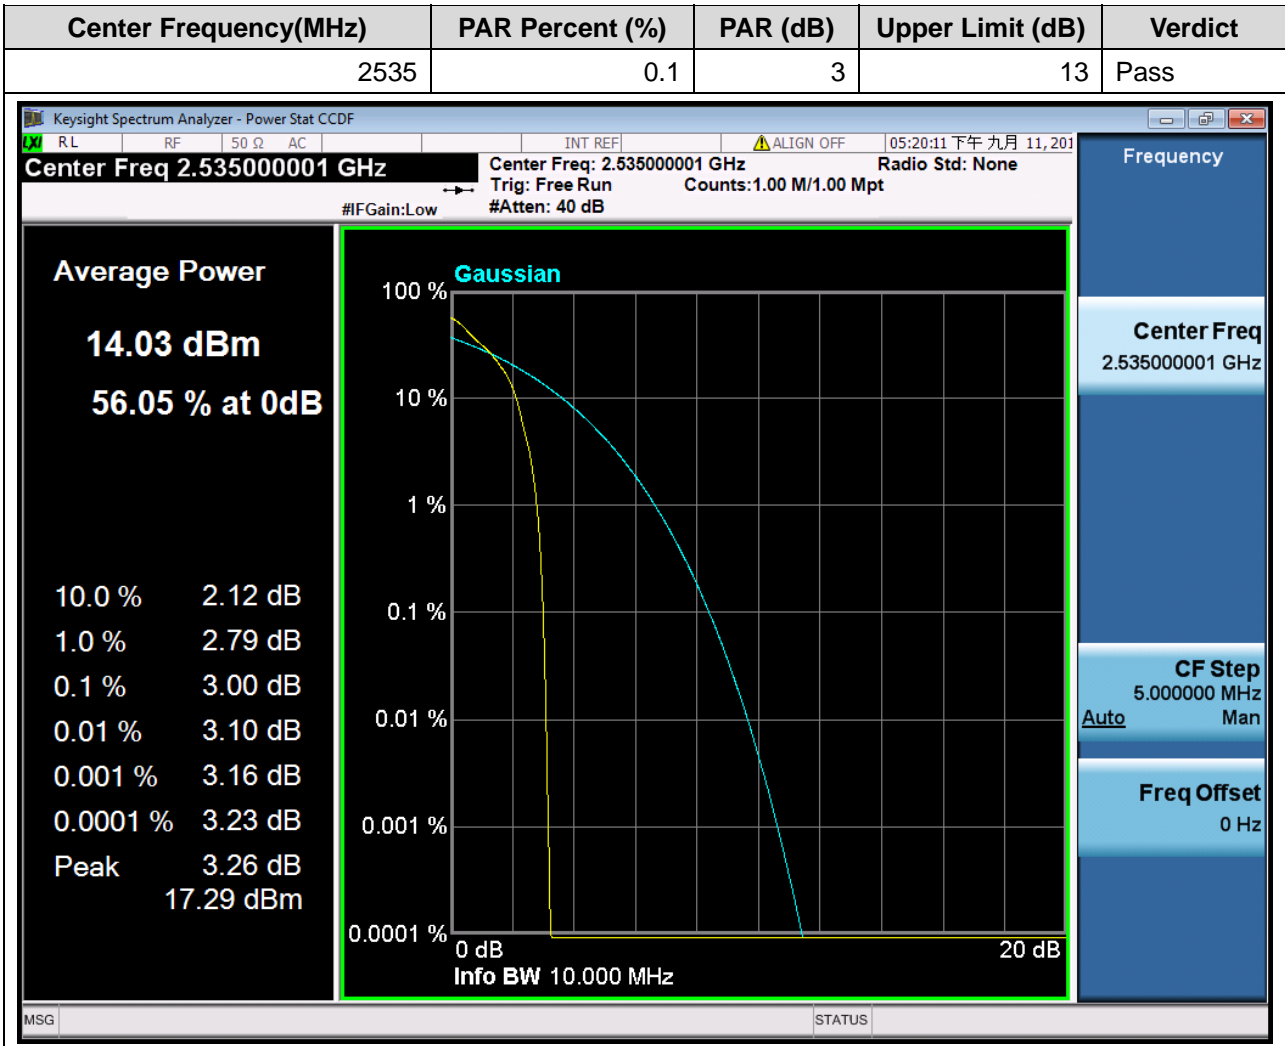 Center Frequency(MHz) PAR Percent (%) PAR (dB) Upper Limit (dB) Verdict
2535 0.1 3 13 Pass
Keysight Spectrum Analyzer - Power Stat CCDF
LXI RL RF 50 Ω AC INT REF ALIGN OFF 05:20:11 下午 九月 11, 201
Center Freq 2.535000001 GHz
Center Freq: 2.535000001 GHz Radio Std: None
Trig: Free Run Counts:1.00 M/1.00 Mpt
#IFGain:Low #Atten: 40 dB
Average Power
14.03 dBm
56.05 % at 0dB
10.0 % 2.12 dB
1.0 % 2.79 dB
0.1 % 3.00 dB
0.01 % 3.10 dB
0.001 % 3.16 dB
0.0001 % 3.23 dB
Peak 3.26 dB
17.29 dBm
Gaussian
100 %
10 %
1 %
0.1 %
0.01 %
0.001 %
0.0001 %
0 dB 20 dB
Info BW 10.000 MHz
Frequency
Center Freq
2.535000001 GHz
CF Step
5.000000 MHz
Auto Man
Freq Offset
0 Hz
MSG STATUS